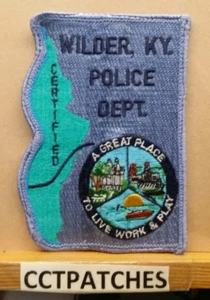 WILDER, KY.
POLICE
DEPT.
CERTIFIED
A GREAT PLACE
TO LIVE WORK & PLAY
CCTPATCHES